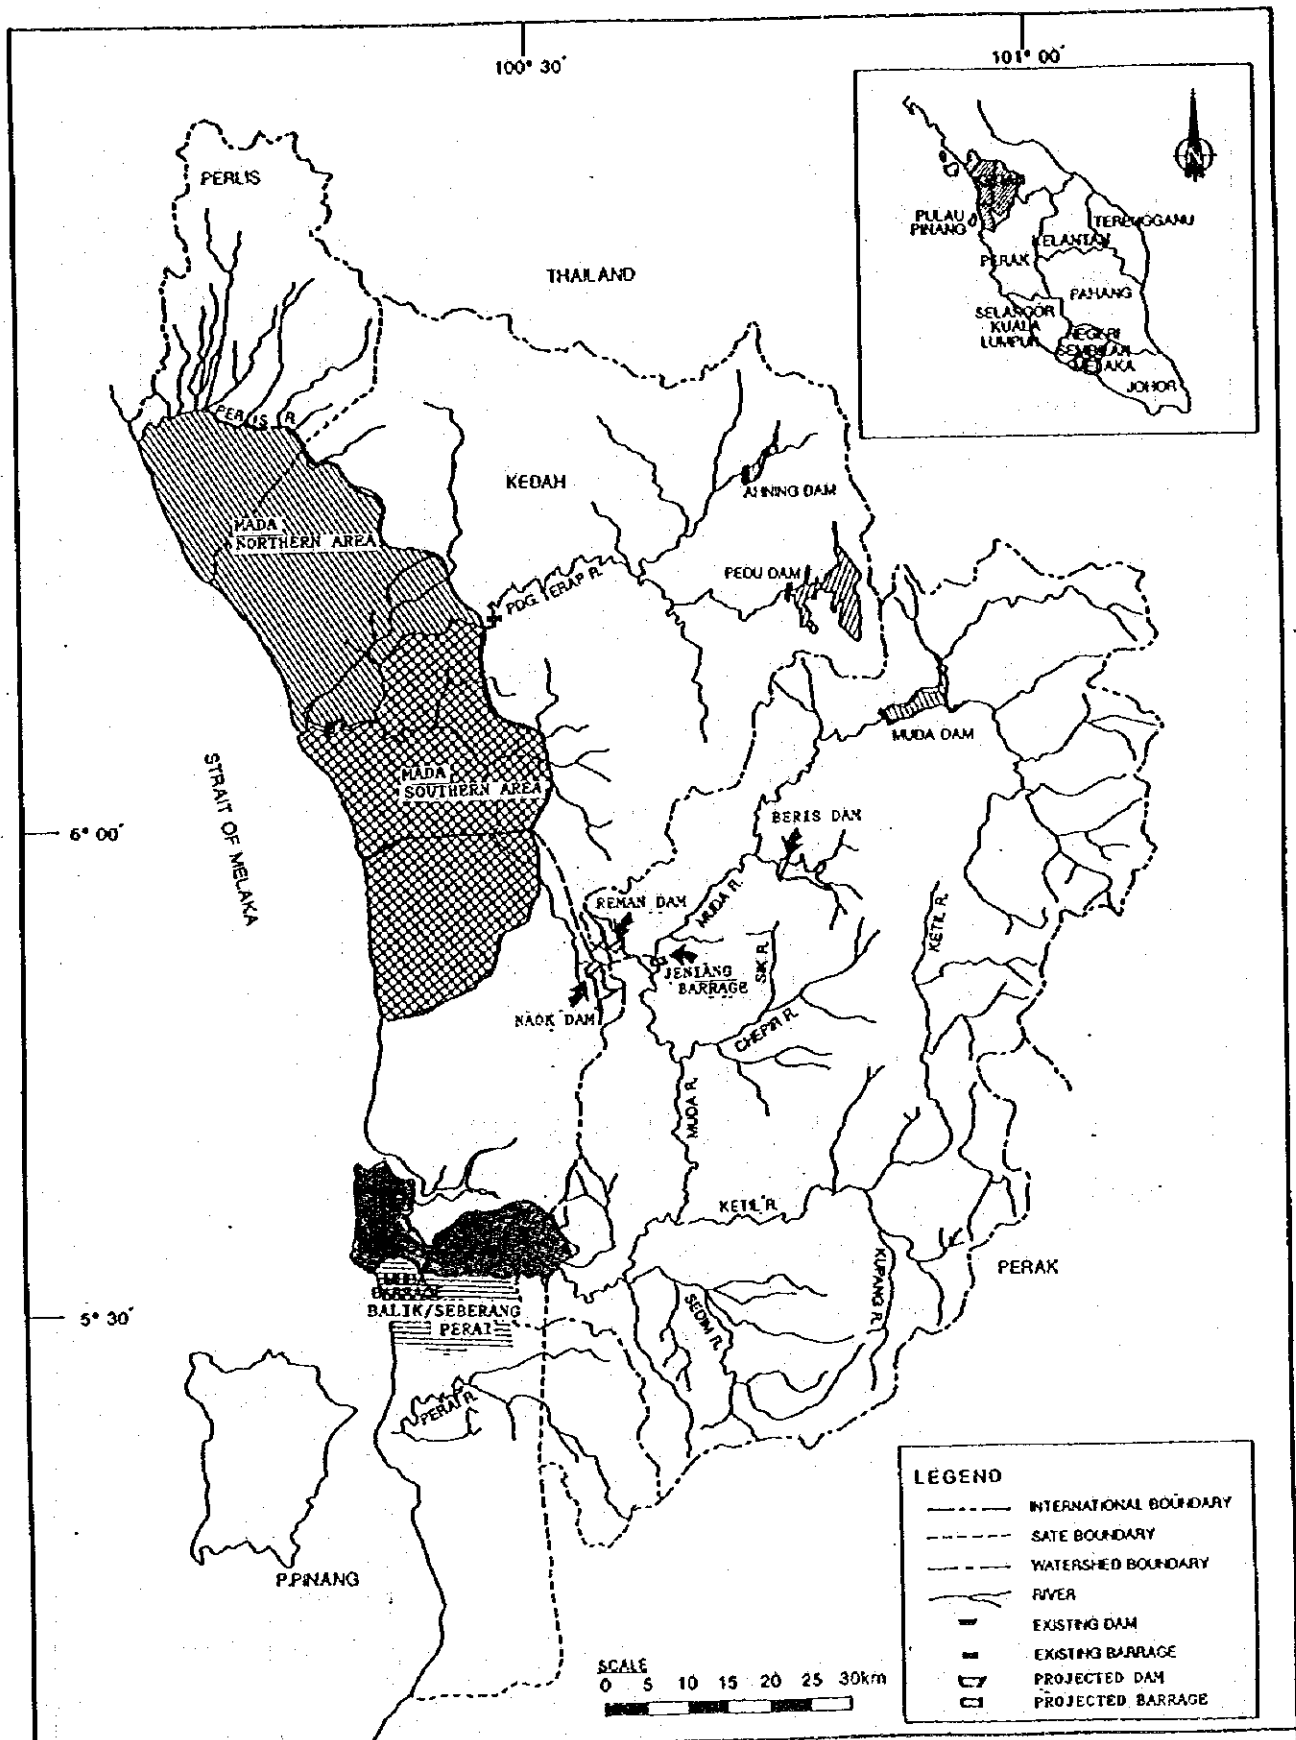 100° 30'
101° 00'
PERLIS
THAILAND
PULAU
PINANG
TERENGGANU
KELANTAN
PERAK
PAHANG
SELANGOR
KUALA
LUMPUR
NEGERI
SEMBILAN
MELAKA
JOHOR
N
PERLIS R.
KEDAH
AHNING DAM
MADA
NORTHERN AREA
PDG. TERAP R.
PEDU DAM
MUDA DAM
STRAIT OF MELAKA
MADA
SOUTHERN AREA
BERIS DAM
6° 00'
REMAN DAM
MUDA R.
KETIL R.
SIK R.
JENIANG
BARRAGE
NAOK DAM
CHEPIR R.
MUDA R.
KETIL R.
KUPANG R.
PERAK
MUDA
BARRAGE
BALIK/SEBERANG
PERAI
SEDIM R.
5° 30'
PERAI R.
P.PINANG
LEGEND
INTERNATIONAL BOUNDARY
SATE BOUNDARY
WATERSHED BOUNDARY
RIVER
EXISTING DAM
EXISTING BARRAGE
PROJECTED DAM
PROJECTED BARRAGE
SCALE
0 5 10 15 20 25 30km